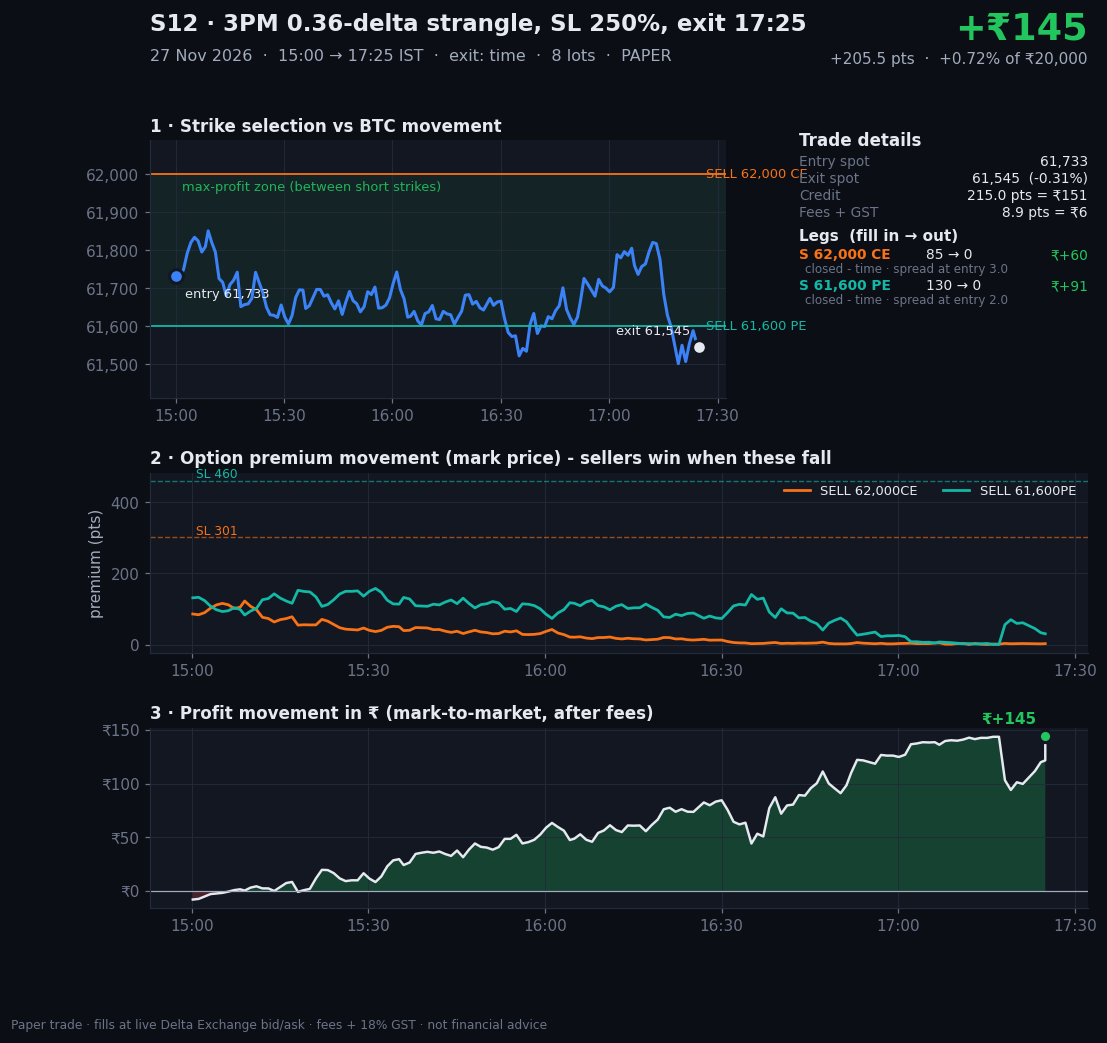 S12 · 3PM 0.36-delta strangle, SL 250%, exit 17:25
+₹145
27 Nov 2026 · 15:00 → 17:25 IST · exit: time · 8 lots · PAPER
+205.5 pts · +0.72% of ₹20,000
1 · Strike selection vs BTC movement
62,000
61,900
61,800
61,700
61,600
61,500
SELL 62,000 CE
max-profit zone (between short strikes)
entry 61,733
exit 61,545
SELL 61,600 PE
15:00 15:30 16:00 16:30 17:00 17:30
Trade details
Entry spot 61,733
Exit spot 61,545 (-0.31%)
Credit 215.0 pts = ₹151
Fees + GST 8.9 pts = ₹6
Legs (fill in → out)
S 62,000 CE 85 → 0 ₹+60
closed - time · spread at entry 3.0
S 61,600 PE 130 → 0 ₹+91
closed - time · spread at entry 2.0
2 · Option premium movement (mark price) - sellers win when these fall
premium (pts)
400
200
0
SL 460
SL 301
SELL 62,000CE SELL 61,600PE
15:00 15:30 16:00 16:30 17:00 17:30
3 · Profit movement in ₹ (mark-to-market, after fees)
₹+145
₹150
₹100
₹50
₹0
15:00 15:30 16:00 16:30 17:00 17:30
Paper trade · fills at live Delta Exchange bid/ask · fees + 18% GST · not financial advice